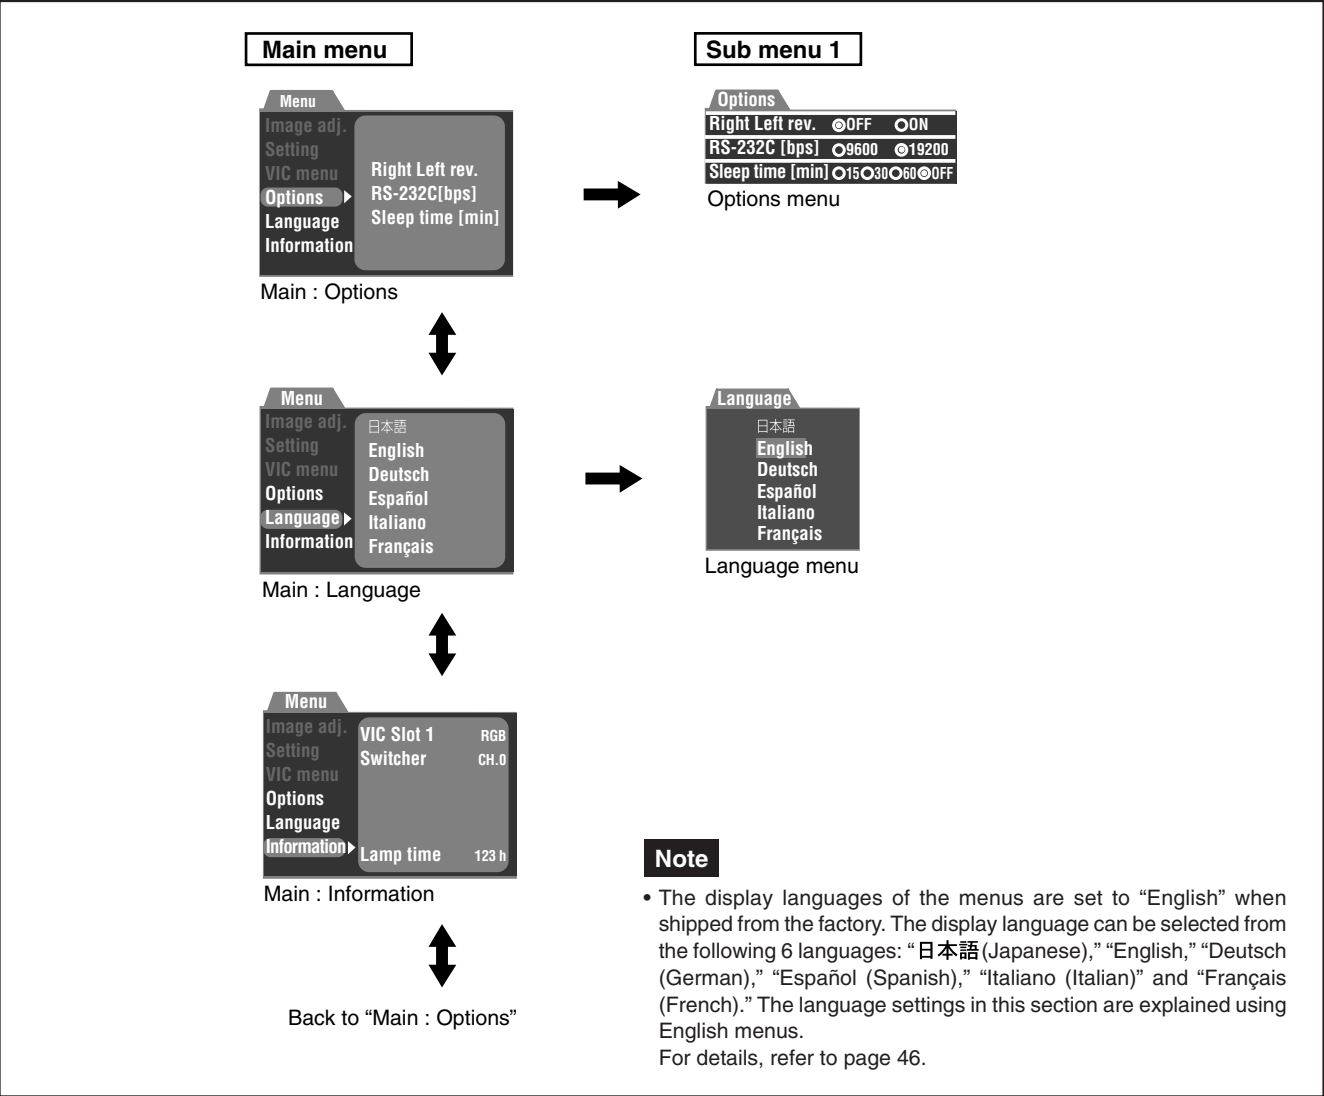 Main menu
Sub menu 1
Menu
Image adj.
Setting
VIC menu
Options
Language
Information
Right Left rev.
RS-232C[bps]
Sleep time [min]
Main : Options
Options
Right Left rev. OFF ON
RS-232C [bps] 9600 19200
Sleep time [min] 15 30 60 OFF
Options menu
Menu
Image adj.
Setting
VIC menu
Options
Language
Information
日本語
English
Deutsch
Español
Italiano
Français
Main : Language
Language
日本語
English
Deutsch
Español
Italiano
Français
Language menu
Menu
Image adj.
Setting
VIC menu
Options
Language
Information
VIC Slot 1 RGB
Switcher CH.0
Lamp time 123 h
Main : Information
Back to “Main : Options”
Note
• The display languages of the menus are set to “English” when
shipped from the factory. The display language can be selected from
the following 6 languages: “日本語(Japanese),” “English,” “Deutsch
(German),” “Español (Spanish),” “Italiano (Italian)” and “Français
(French).” The language settings in this section are explained using
English menus.
For details, refer to page 46.